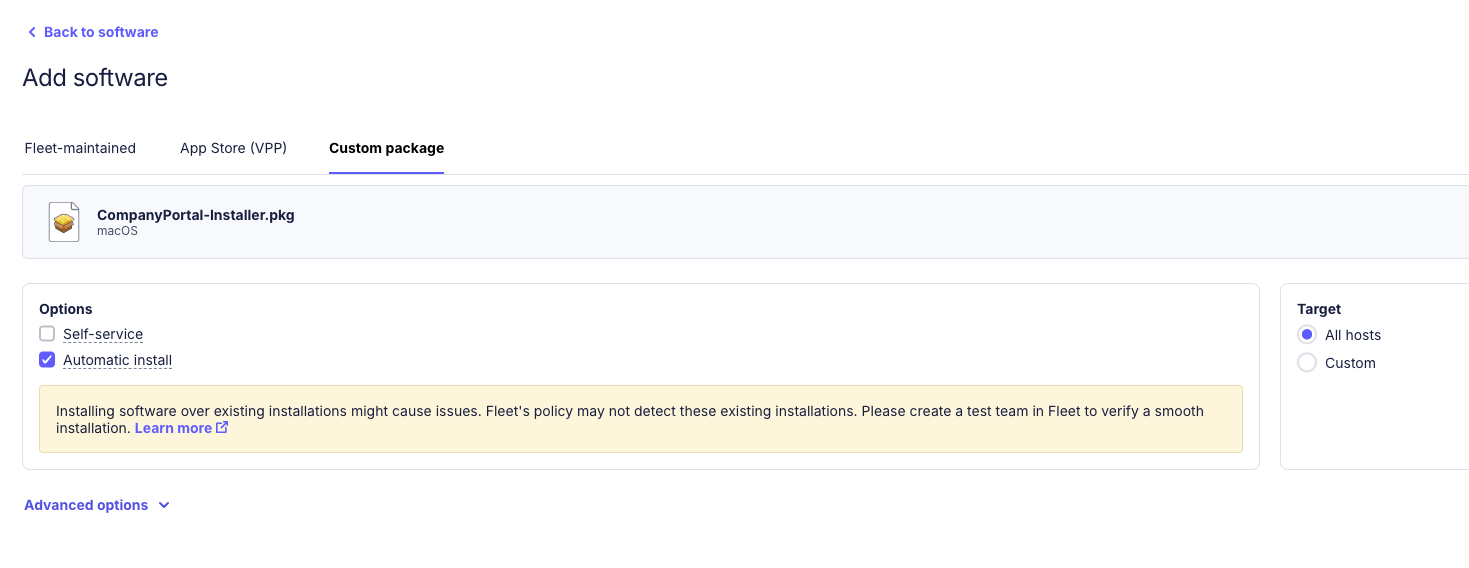 Back to software
Add software
Fleet-maintained
App Store (VPP)
Custom package
CompanyPortal-Installer.pkg
macOS
Options
Self-service
Automatic install
Installing software over existing installations might cause issues. Fleet's policy may not detect these existing installations. Please create a test team in Fleet to verify a smooth
installation. Learn more
Target
All hosts
Custom
Advanced options